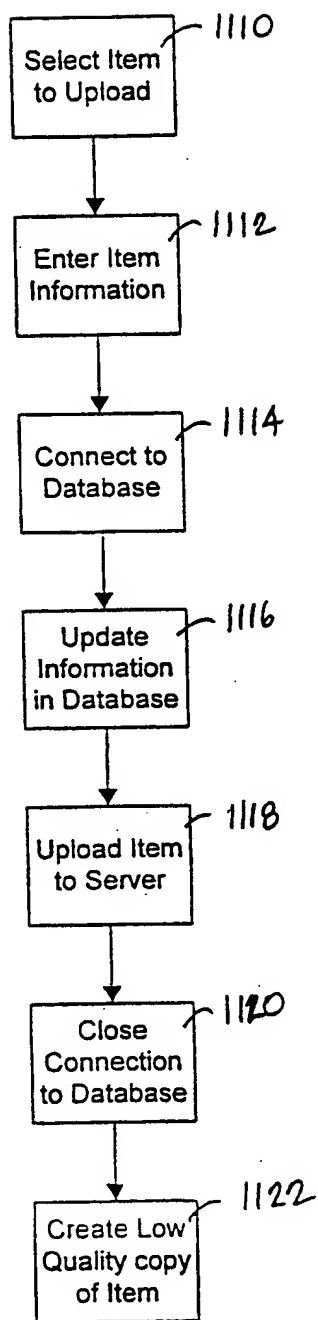 1110
Select Item
to Upload
1112
Enter Item
Information
1114
Connect to
Database
1116
Update
Information
in Database
1118
Upload Item
to Server
1120
Close
Connection
to Database
1122
Create Low
Quality copy
of Item